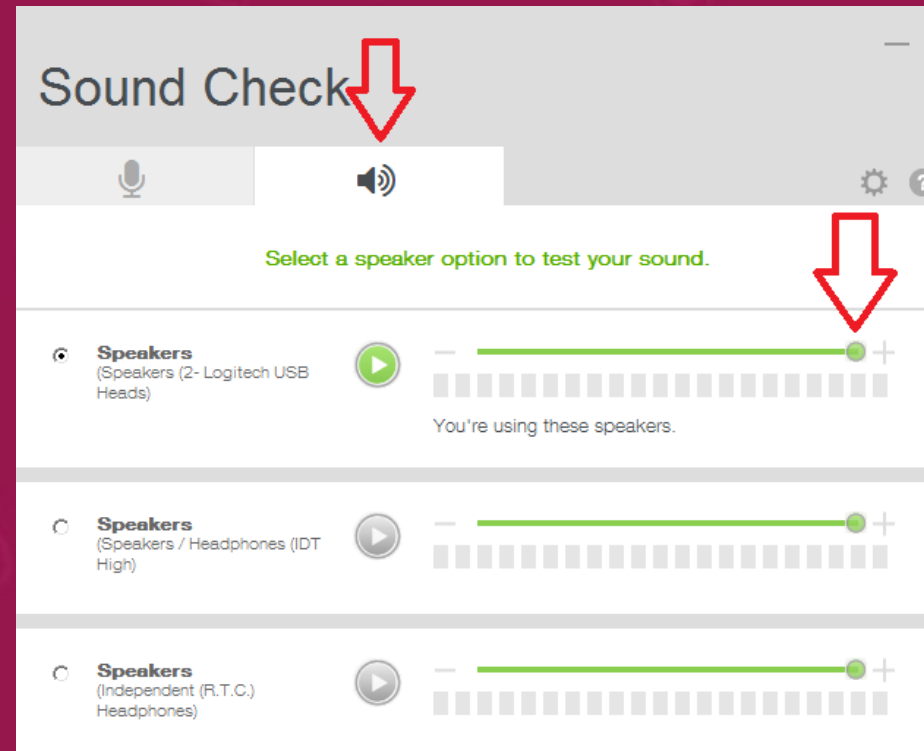 Sound Check
Select a speaker option to test your sound.
Speakers
(Speakers (2- Logitech USB
Heads)
You're using these speakers.
Speakers
(Speakers / Headphones (IDT
High)
Speakers
(Independent (R.T.C.)
Headphones)